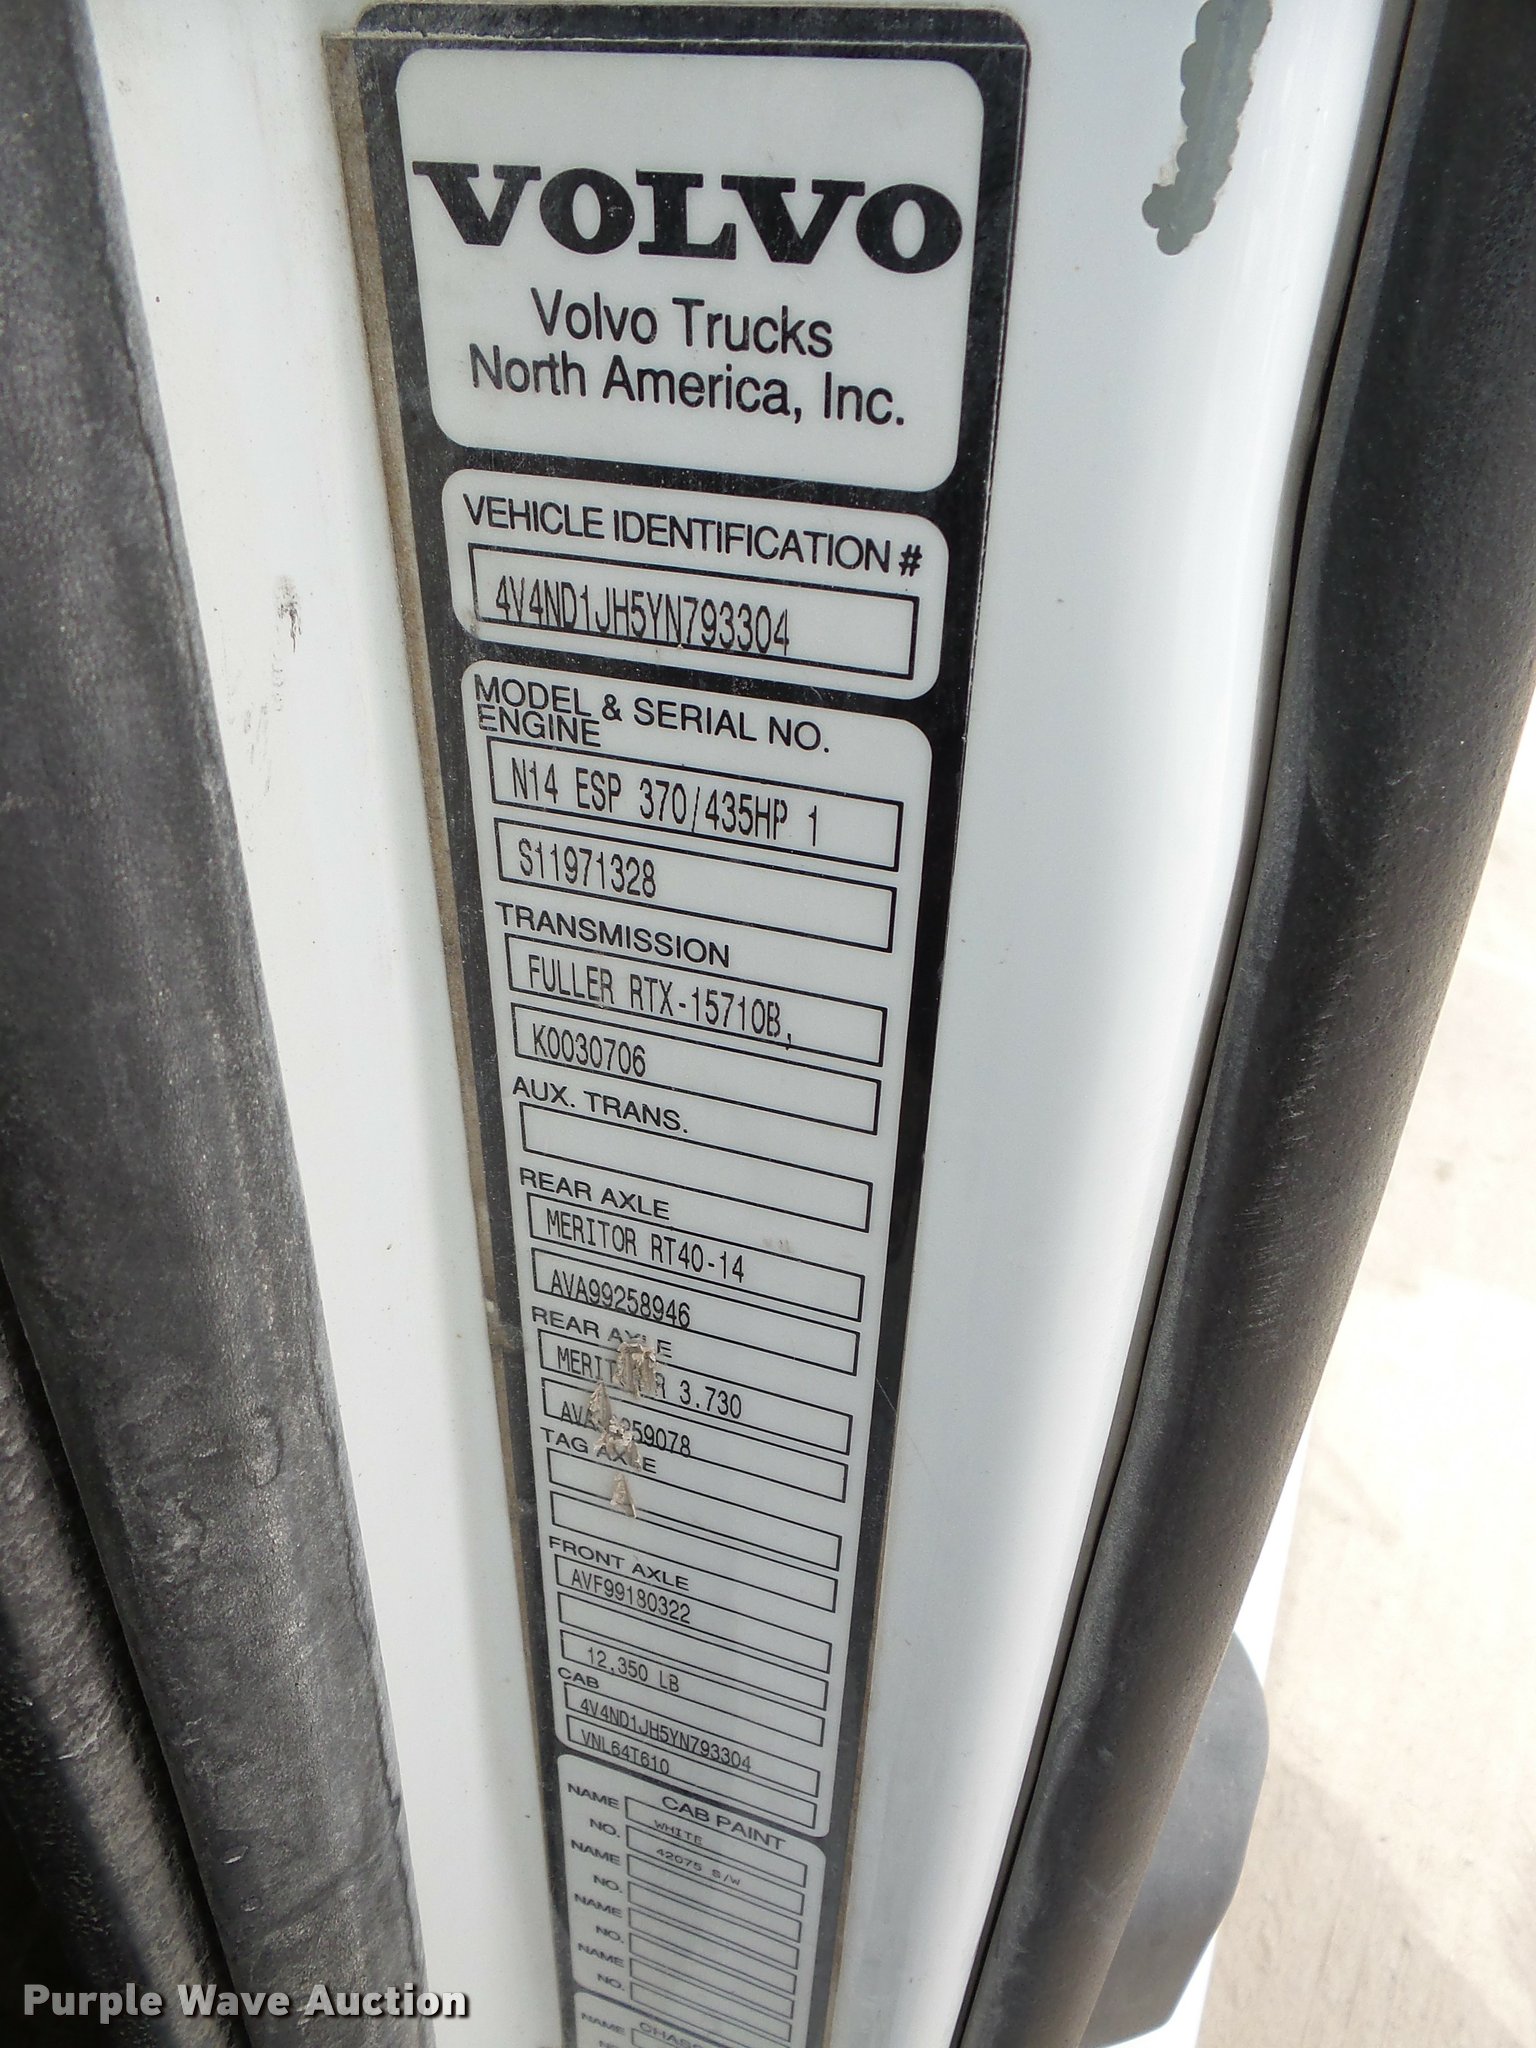 VOLVO
Volvo Trucks
North America, Inc.
VEHICLE IDENTIFICATION #
4V4ND1JH5YN793304
MODEL & SERIAL NO.
ENGINE
N14 ESP 370/435HP 1
S11971328
TRANSMISSION
FULLER RTX-15710B,
K0030706
AUX. TRANS.
REAR AXLE
MERITOR RT40-14
AVA99258946
REAR AXLE
3.730
TAG AXLE
FRONT AXLE
AVF99180322
12,350 LB
CAB
4V4ND1JH5YN793304
VNL64T610
CAB PAINT
NAME WHITE
NO. 42075 S/W
NAME
NO.
NAME
NO.
NAME
NO.
NAME
Purple Wave Auction